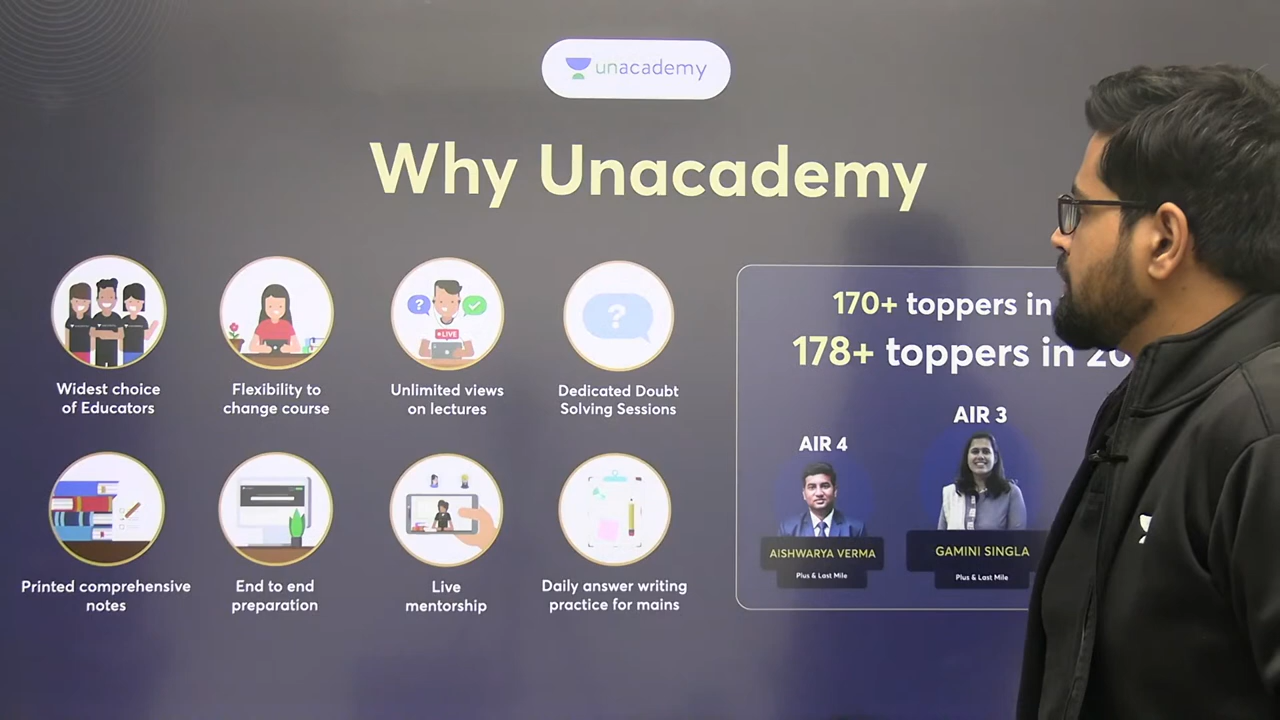 unacademy
Why Unacademy
Widest choice
of Educators
Flexibility to
change course
LIVE
Unlimited views
on lectures
?
Dedicated Doubt
Solving Sessions
Printed comprehensive
notes
End to end
preparation
Live
mentorship
Daily answer writing
practice for mains
170+ toppers in
178+ toppers in 20
AIR 4
AISHWARYA VERMA
Plus & Last Mile
AIR 3
GAMINI SINGLA
Plus & Last Mile